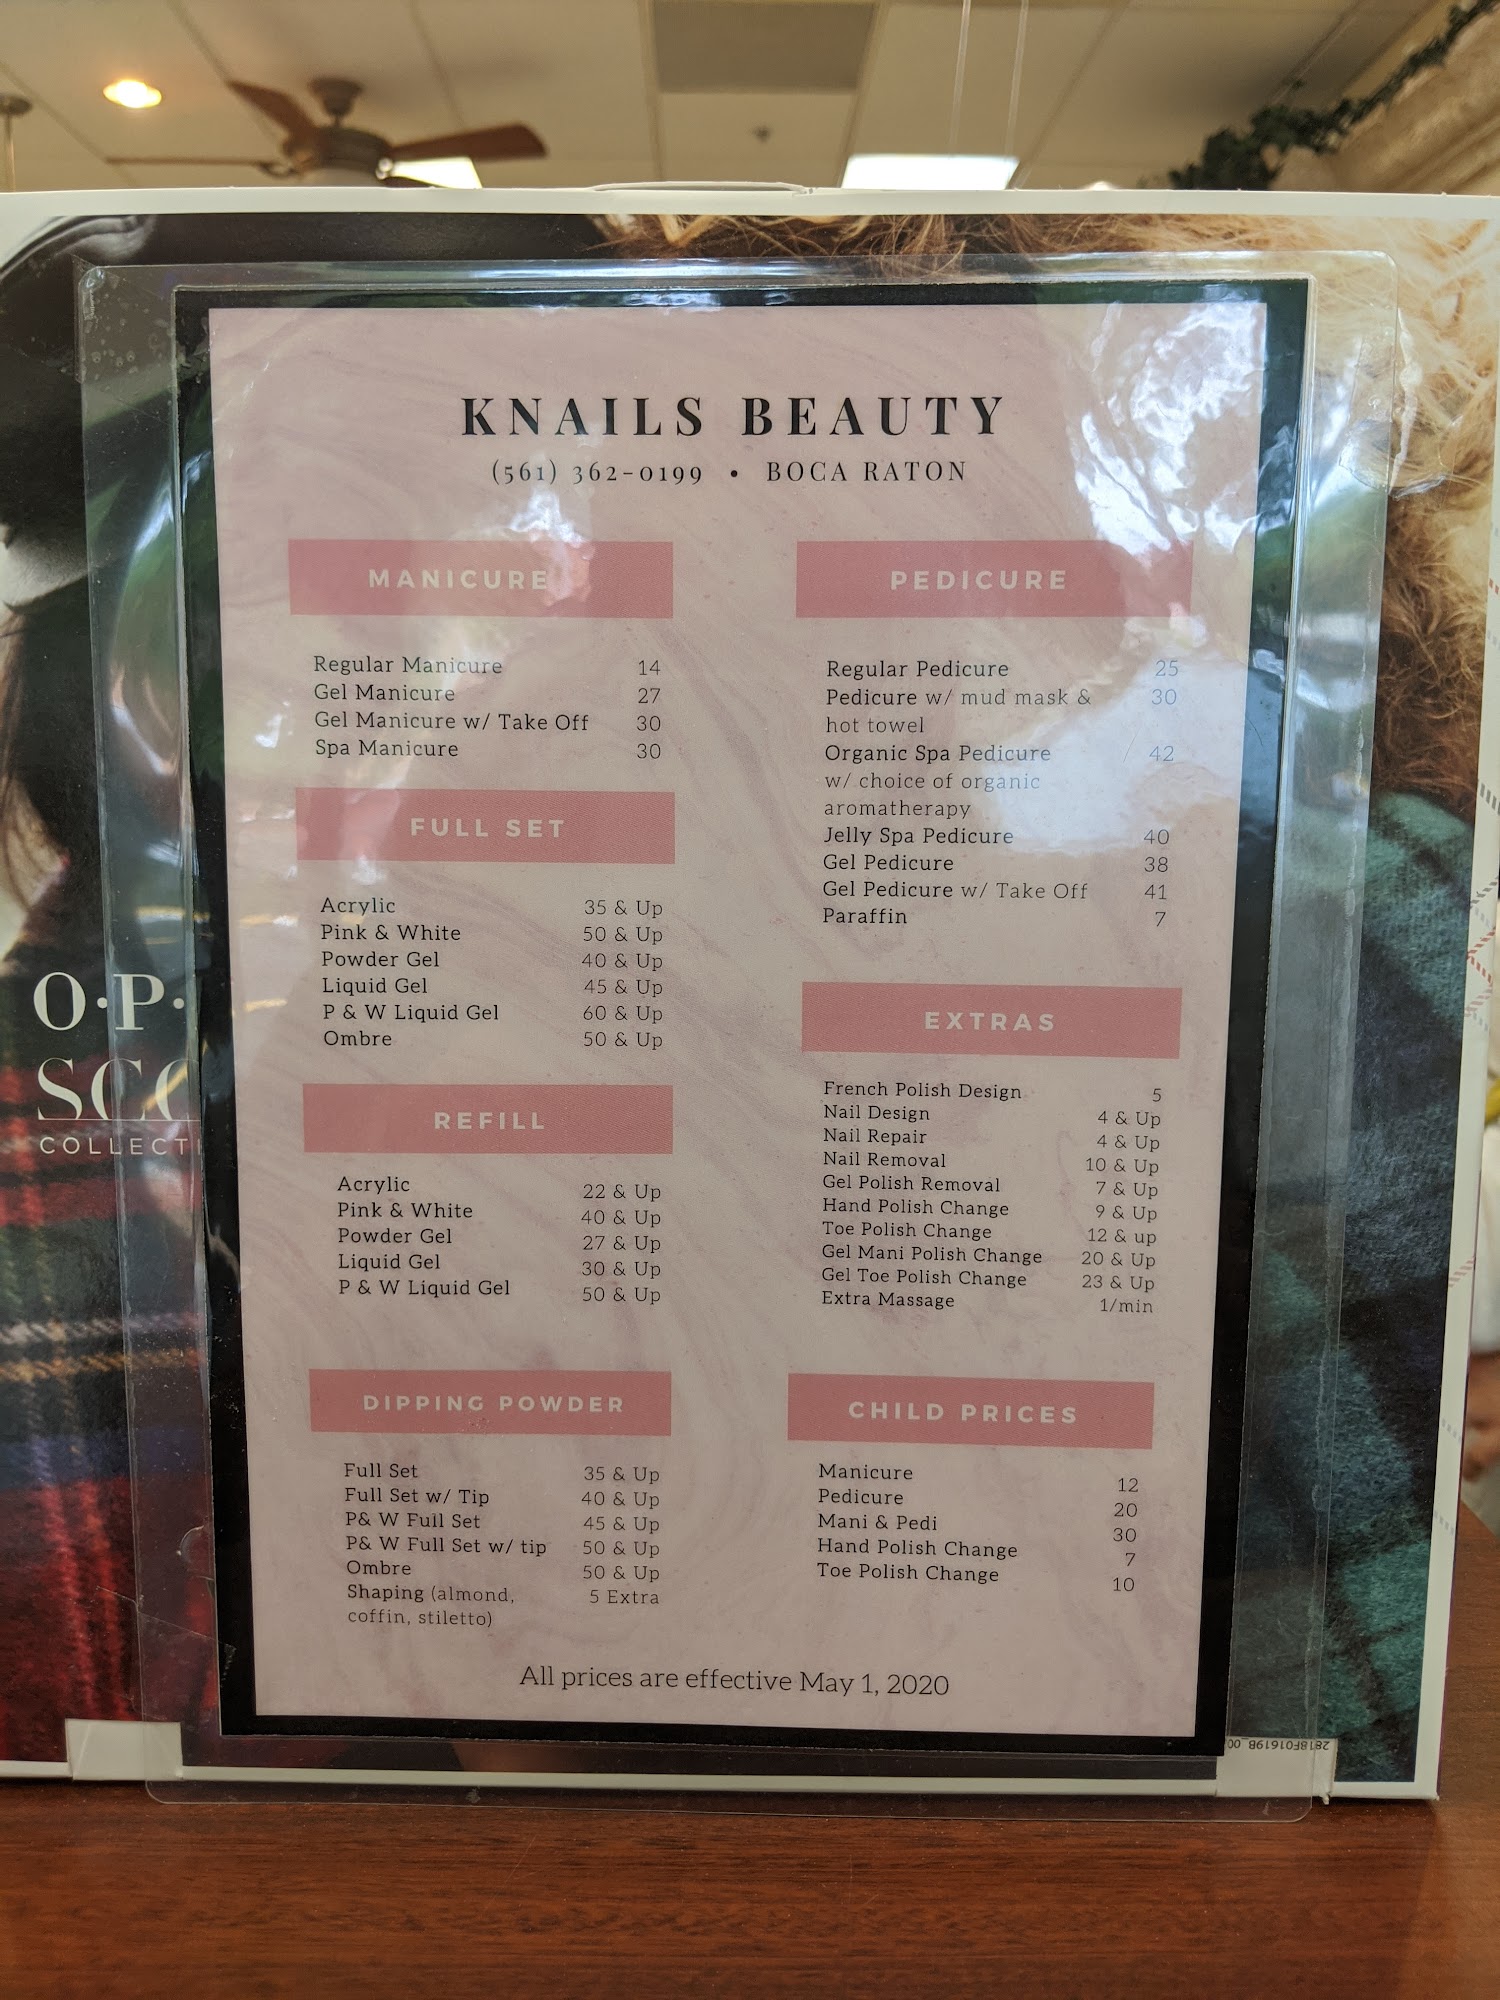 KNAILS BEAUTY
(561) 362-0199 • BOCA RATON
MANICURE
Regular Manicure 14
Gel Manicure 27
Gel Manicure w/ Take Off 30
Spa Manicure 30
FULL SET
Acrylic 35 & Up
Pink & White 50 & Up
Powder Gel 40 & Up
Liquid Gel 45 & Up
P & W Liquid Gel 60 & Up
Ombre 50 & Up
REFILL
Acrylic 22 & Up
Pink & White 40 & Up
Powder Gel 27 & Up
Liquid Gel 30 & Up
P & W Liquid Gel 50 & Up
DIPPING POWDER
Full Set 35 & Up
Full Set w/ Tip 40 & Up
P& W Full Set 45 & Up
P& W Full Set w/ tip 50 & Up
Ombre 50 & Up
Shaping (almond, 5 Extra
coffin, stiletto)
PEDICURE
Regular Pedicure 25
Pedicure w/ mud mask & 30
hot towel
Organic Spa Pedicure 42
w/ choice of organic
aromatherapy
Jelly Spa Pedicure 40
Gel Pedicure 38
Gel Pedicure w/ Take Off 41
Paraffin 7
EXTRAS
French Polish Design 5
Nail Design 4 & Up
Nail Repair 4 & Up
Nail Removal 10 & Up
Gel Polish Removal 7 & Up
Hand Polish Change 9 & Up
Toe Polish Change 12 & up
Gel Mani Polish Change 20 & Up
Gel Toe Polish Change 23 & Up
Extra Massage 1/min
CHILD PRICES
Manicure 12
Pedicure 20
Mani & Pedi 30
Hand Polish Change 7
Toe Polish Change 10
All prices are effective May 1, 2020
O·P·
SCO
COLLECTI